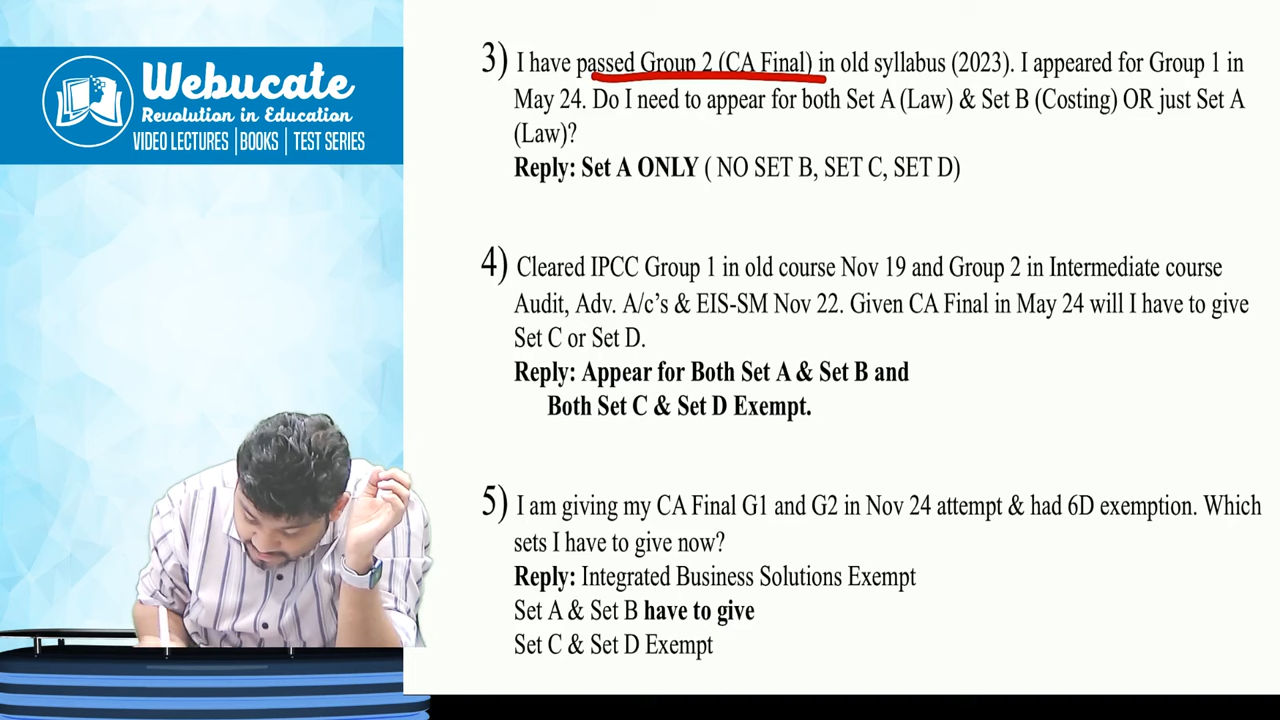 Webucate
Revolution in Education
VIDEO LECTURES | BOOKS | TEST SERIES
3) I have passed Group 2 (CA Final) in old syllabus (2023). I appeared for Group 1 in
May 24. Do I need to appear for both Set A (Law) & Set B (Costing) OR just Set A
(Law)?
Reply: Set A ONLY ( NO SET B, SET C, SET D)
4) Cleared IPCC Group 1 in old course Nov 19 and Group 2 in Intermediate course
Audit, Adv. A/c’s & EIS-SM Nov 22. Given CA Final in May 24 will I have to give
Set C or Set D.
Reply: Appear for Both Set A & Set B and
Both Set C & Set D Exempt.
5) I am giving my CA Final G1 and G2 in Nov 24 attempt & had 6D exemption. Which
sets I have to give now?
Reply: Integrated Business Solutions Exempt
Set A & Set B have to give
Set C & Set D Exempt